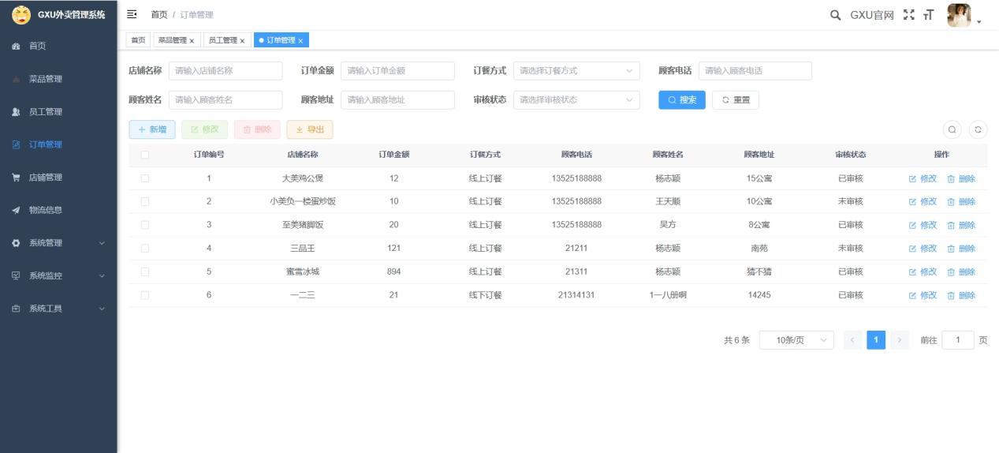 GXU外卖管理系统
首页 / 订单管理
GXU官网
首页 菜品管理 × 员工管理 × 订单管理 ×
首页
菜品管理
员工管理
订单管理
店铺管理
物流信息
系统管理
系统监控
系统工具
店铺名称 请输入店铺名称 订单金额 请输入订单金额 订餐方式 请选择订餐方式 顾客电话 请输入顾客电话
顾客姓名 请输入顾客姓名 顾客地址 请输入顾客地址 审核状态 请选择审核状态 搜索 重置
新增 修改 删除 导出
订单编号 店铺名称 订单金额 订餐方式 顾客电话 顾客姓名 顾客地址 审核状态 操作
1 大美鸡公煲 12 线上订餐 13525188888 杨志颖 15公寓 已审核 修改 删除
2 小美负一楼蛋炒饭 10 线上订餐 13525188888 王天顺 10公寓 未审核 修改 删除
3 至美猪脚饭 20 线上订餐 13525188888 吴方 8公寓 已审核 修改 删除
4 三品王 121 线上订餐 21211 杨志颖 南苑 未审核 修改 删除
5 蜜雪冰城 894 线上订餐 21311 杨志颖 猜不猜 已审核 修改 删除
6 一二三 21 线下订餐 21314131 1一八册啊 14245 已审核 修改 删除
共 6 条 10条/页 1 前往 1 页